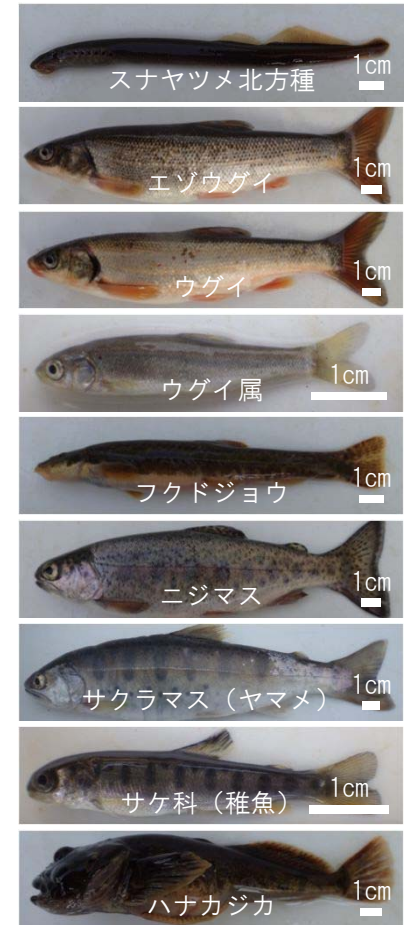 1cm
スナヤツメ北方種
1cm
エゾウグイ
1cm
ウグイ
1cm
ウグイ属
1cm
フクドジョウ
1cm
ニジマス
1cm
サクラマス（ヤマメ）
1cm
サケ科（稚魚）
1cm
ハナカジカ